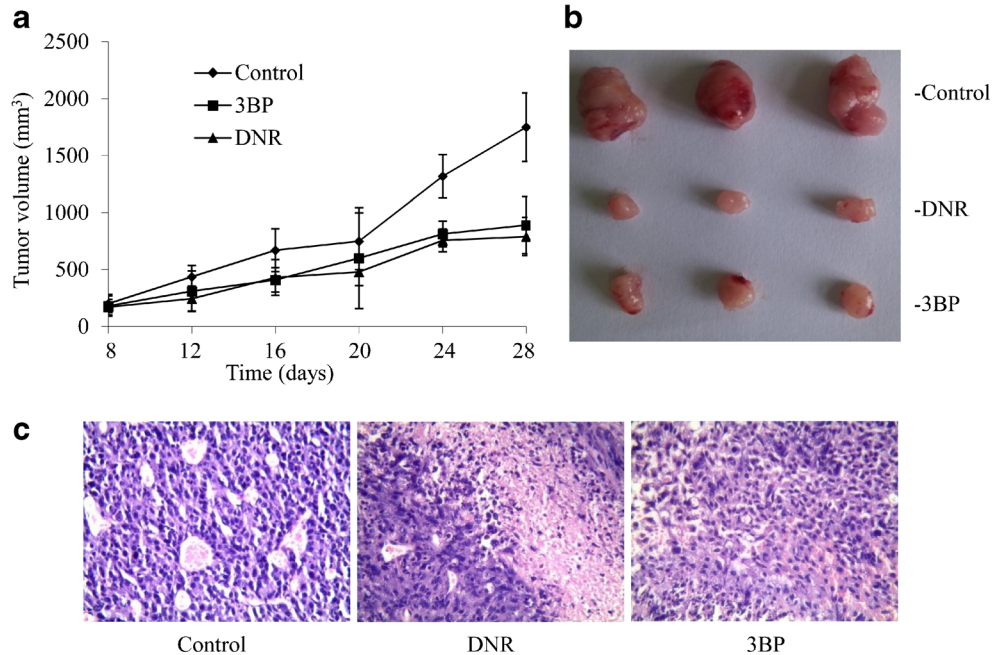 a
2500
2000
1500
1000
500
0
Tumor volume (mm³)
Control
3BP
DNR
8 12 16 20 24 28
Time (days)
b
-Control
-DNR
-3BP
c
Control DNR 3BP